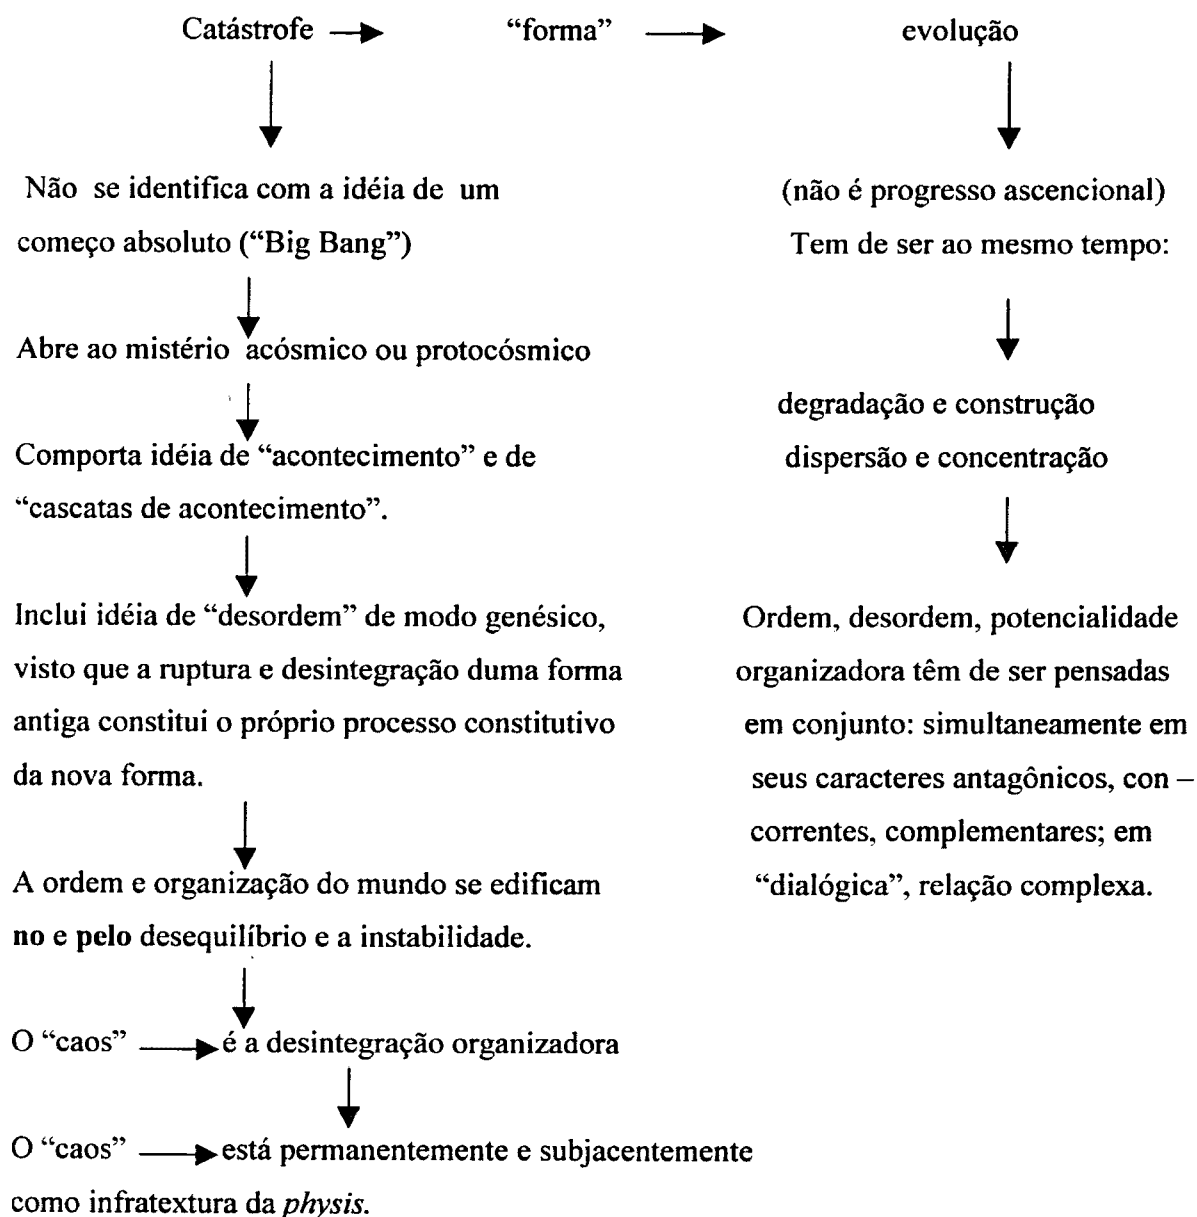 Catástrofe “forma” evolução
Não se identifica com a idéia de um
começo absoluto (“Big Bang”)
Abre ao mistério acósmico ou protocósmico
Comporta idéia de “acontecimento” e de
“cascatas de acontecimento”.
Inclui idéia de “desordem” de modo genésico,
visto que a ruptura e desintegração duma forma
antiga constitui o próprio processo constitutivo
da nova forma.
A ordem e organização do mundo se edificam
no e pelo desequilíbrio e a instabilidade.
O “caos” é a desintegração organizadora
O “caos” está permanentemente e subjacentemente
como infratextura da physis.
(não é progresso ascencional)
Tem de ser ao mesmo tempo:
degradação e construção
dispersão e concentração
Ordem, desordem, potencialidade
organizadora têm de ser pensadas
em conjunto: simultaneamente em
seus caracteres antagônicos, con –
correntes, complementares; em
“dialógica”, relação complexa.